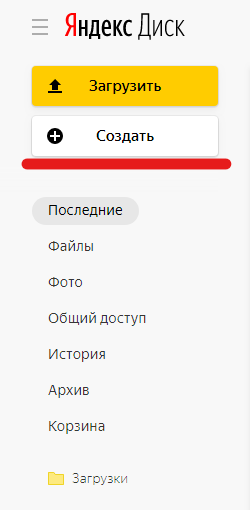 Яндекс Диск
Загрузить
Создать
Последние
Файлы
Фото
Общий доступ
История
Архив
Корзина
Загрузки